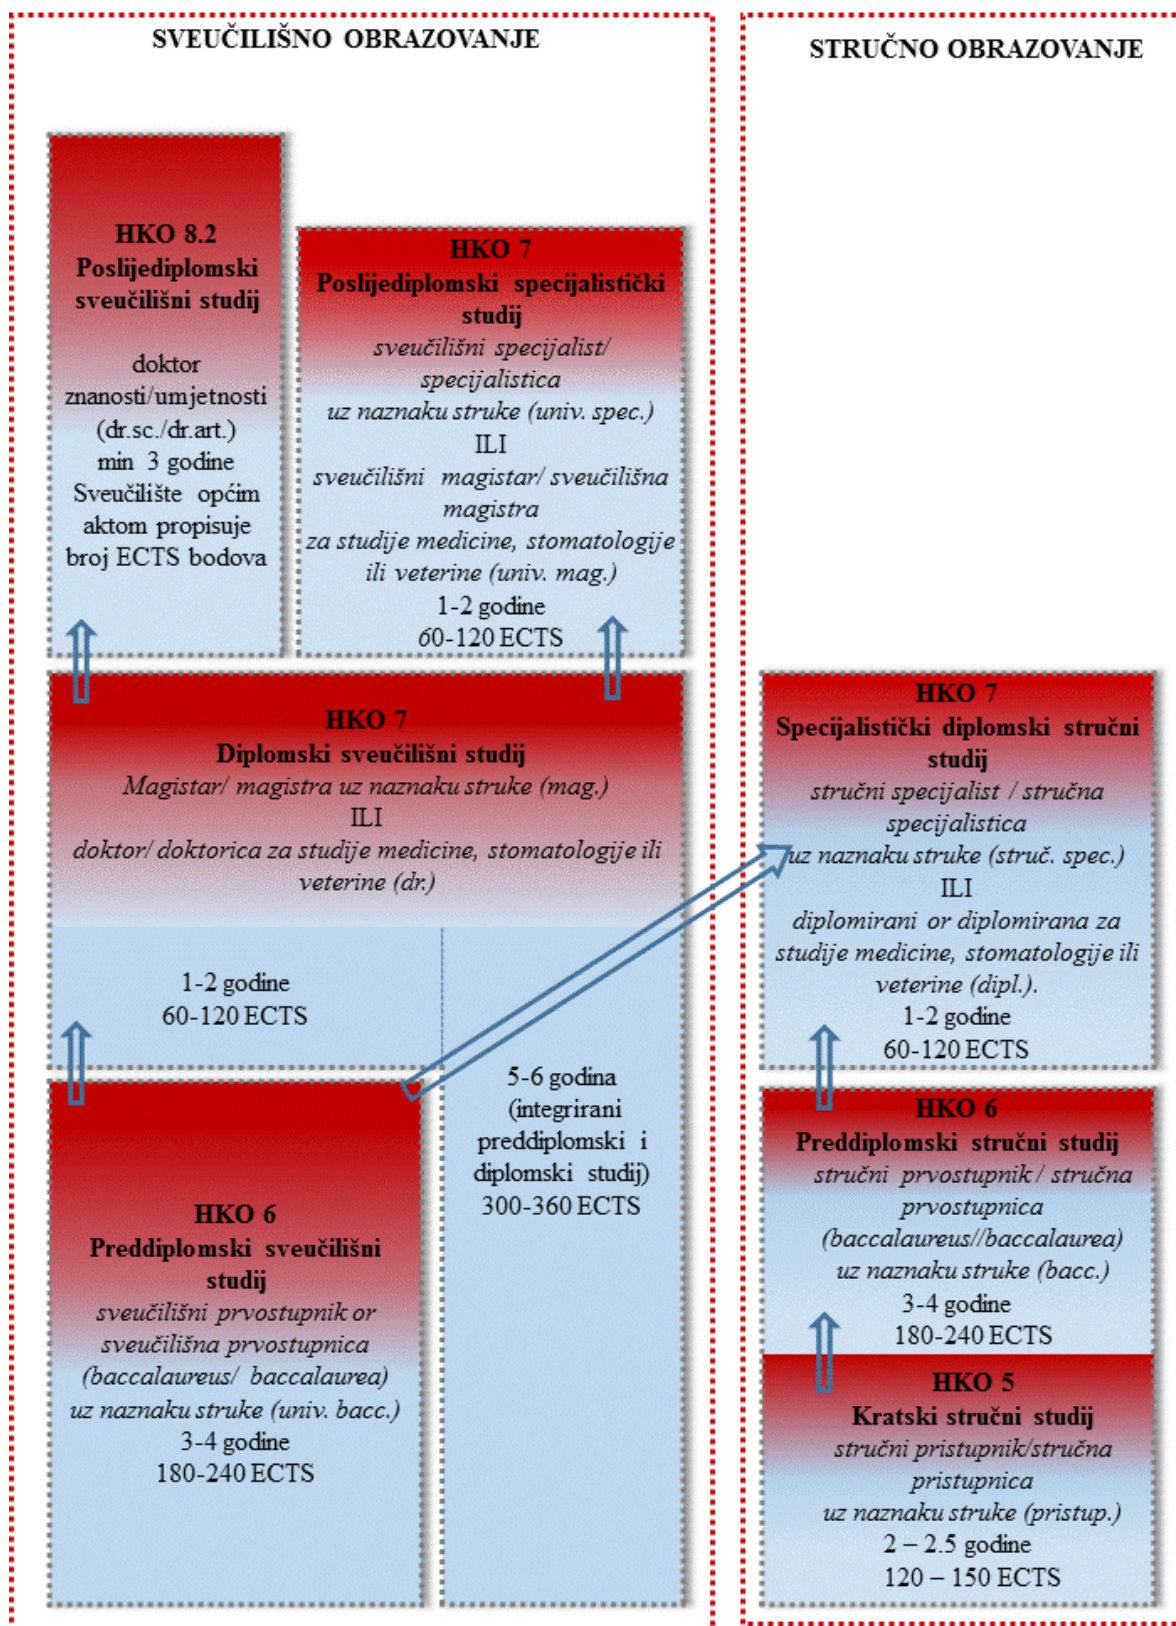 SVEUČILIŠNO OBRAZOVANJE
HKO 8.2
Poslijediplomski
sveučilišni studij
doktor
znanosti/umjetnosti
(dr.sc./dr.art.)
min 3 godine
Sveučilište općim
aktom propisuje
broj ECTS bodova
HKO 7
Poslijediplomski specijalistički
studij
sveučilišni specijalist/
specijalistica
uz naznaku struke (univ. spec.)
ILI
sveučilišni magistar/ sveučilišna
magistra
za studije medicine, stomatologije
ili veterine (univ. mag.)
1-2 godine
60-120 ECTS
HKO 7
Diplomski sveučilišni studij
Magistar/ magistra uz naznaku struke (mag.)
ILI
doktor/ doktorica za studije medicine, stomatologije ili
veterine (dr.)
1-2 godine
60-120 ECTS
5-6 godina
(integrirani
preddiplomski i
diplomski studij)
300-360 ECTS
HKO 6
Preddiplomski sveučilišni
studij
sveučilišni prvostupnik or
sveučilišna prvostupnica
(baccalaureus/ baccalaurea)
uz naznaku struke (univ. bacc.)
3-4 godine
180-240 ECTS
STRUČNO OBRAZOVANJE
HKO 7
Specijalistički diplomski stručni
studij
stručni specijalist / stručna
specijalistica
uz naznaku struke (struč. spec.)
ILI
diplomirani or diplomirana za
studije medicine, stomatologije ili
veterine (dipl.).
1-2 godine
60-120 ECTS
HKO 6
Preddiplomski stručni studij
stručni prvostupnik / stručna
prvostupnica
(baccalaureus//baccalaurea)
uz naznaku struke (bacc.)
3-4 godine
180-240 ECTS
HKO 5
Kratski stručni studij
stručni pristupnik/stručna
pristupnica
uz naznaku struke (pristup.)
2 – 2.5 godine
120 – 150 ECTS